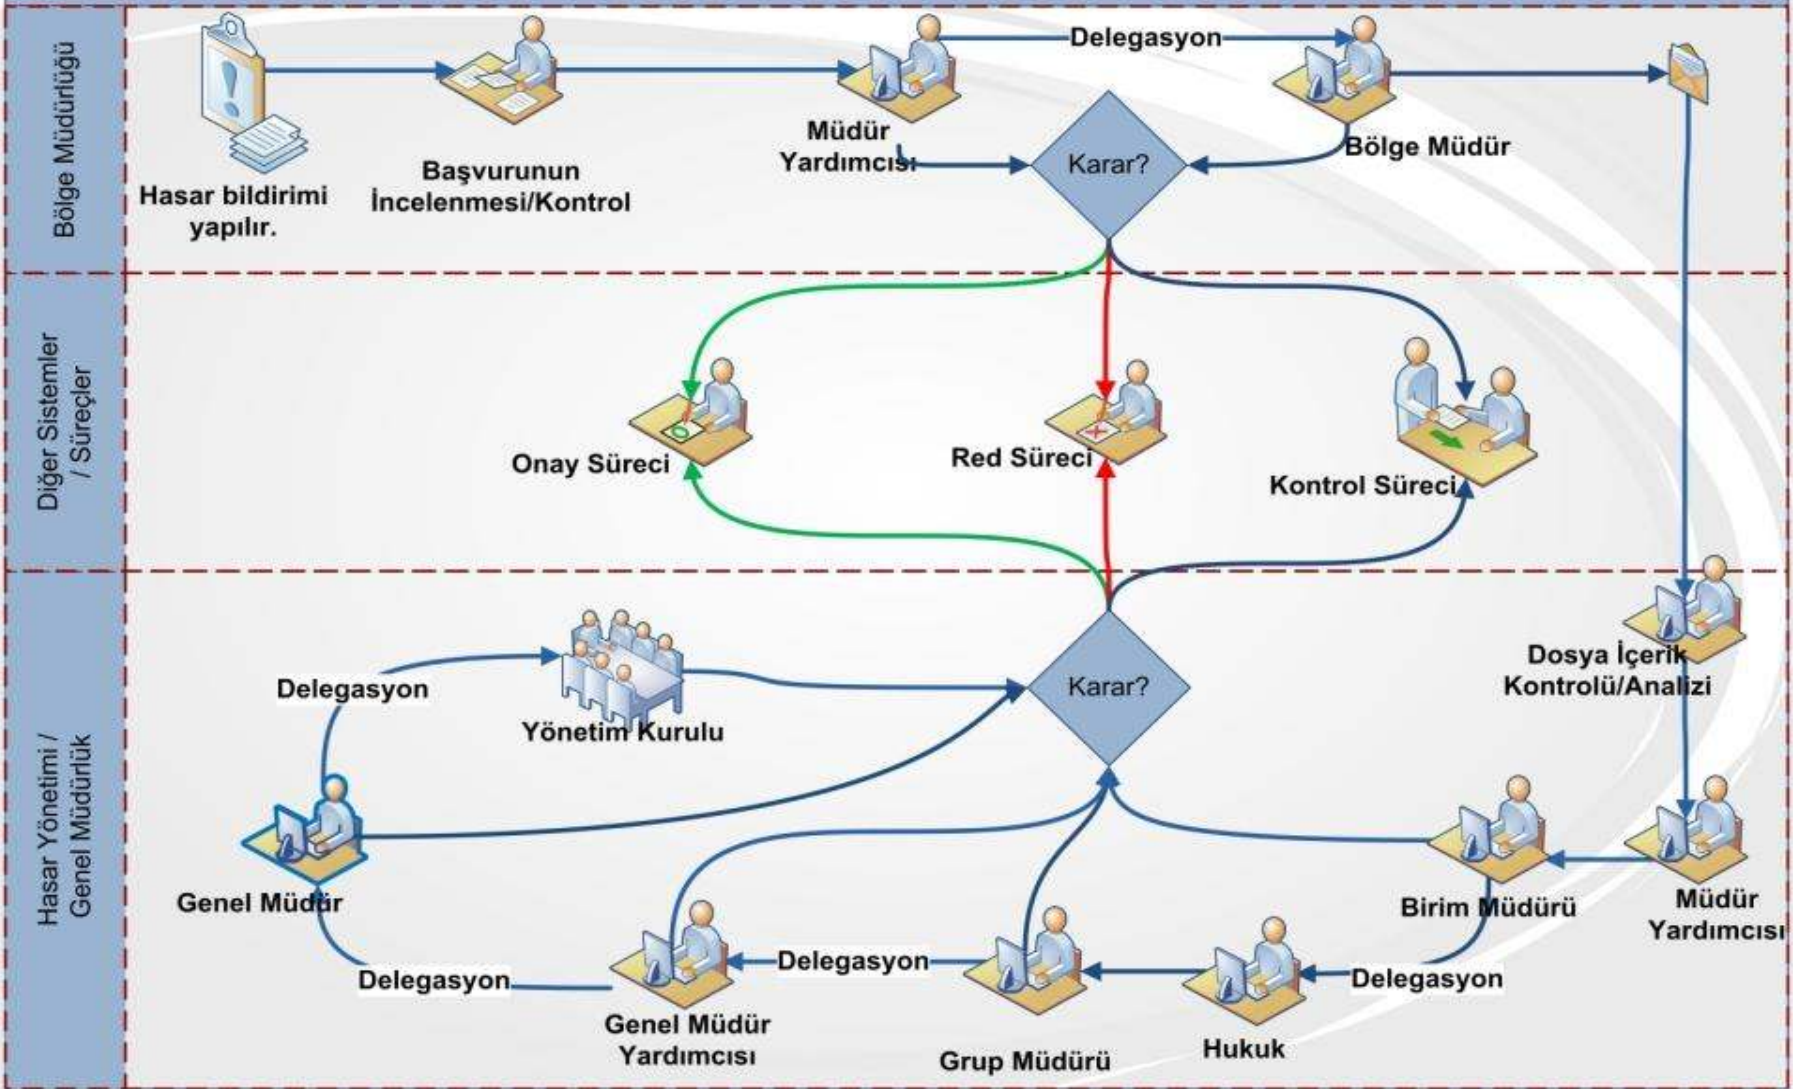 Bölge Müdürlüğü
Delegasyon
Hasar bildirimi
yapılır.
Başvurunun
İncelenmesi/Kontrol
Müdür
Yardımcısı
Karar?
Bölge Müdür
Diğer Sistemler
/ Süreçler
Onay Süreci
Red Süreci
Kontrol Süreci
Hasar Yönetimi /
Genel Müdürlük
Delegasyon
Yönetim Kurulu
Karar?
Dosya İçerik
Kontrolü/Analizi
Genel Müdür
Delegasyon
Genel Müdür
Yardımcısı
Delegasyon
Grup Müdürü
Hukuk
Delegasyon
Birim Müdürü
Müdür
Yardımcısı